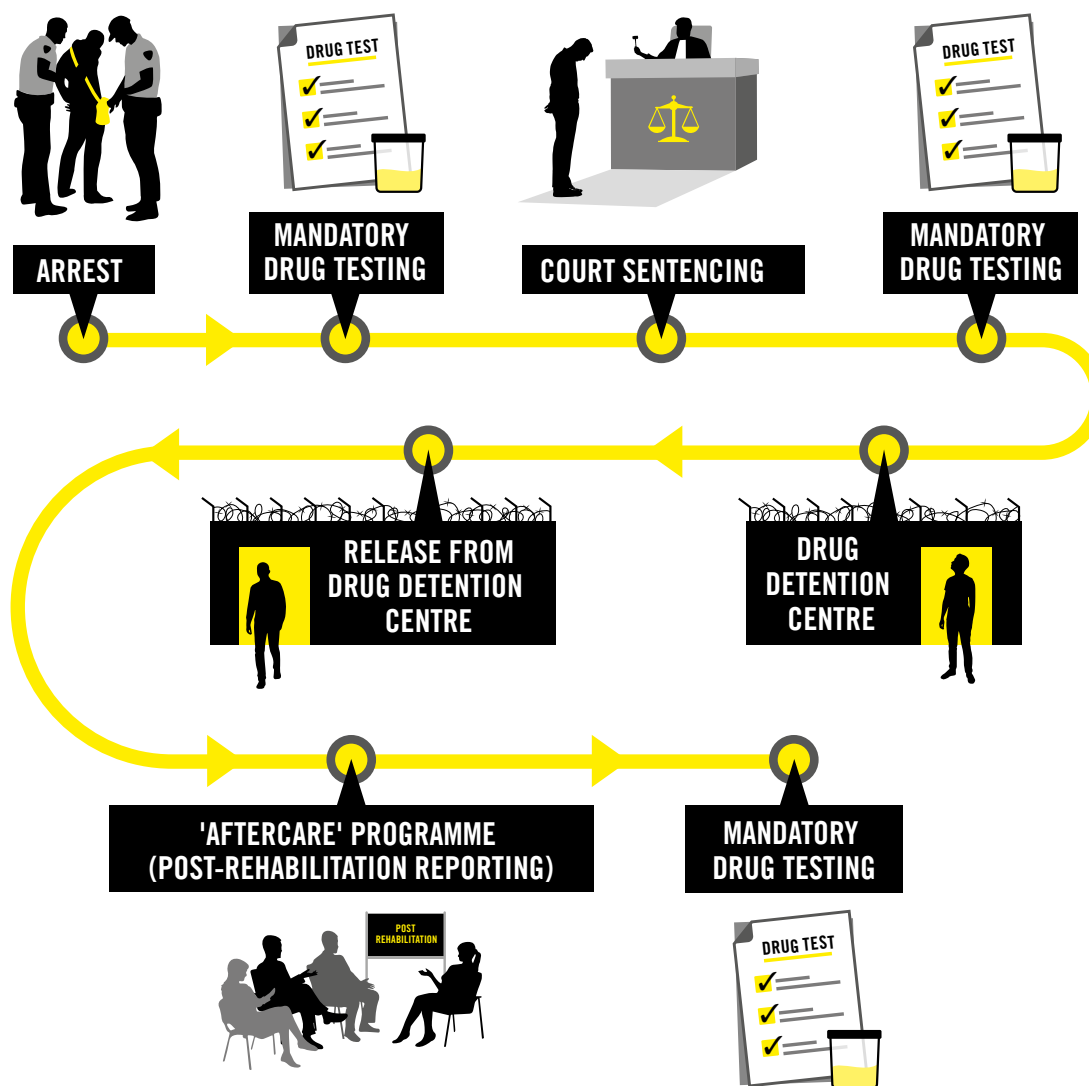 DRUG TEST
DRUG TEST
ARREST
MANDATORY
DRUG TESTING
COURT SENTENCING
MANDATORY
DRUG TESTING
RELEASE FROM
DRUG DETENTION
CENTRE
DRUG
DETENTION
CENTRE
'AFTERCARE' PROGRAMME
(POST-REHABILITATION REPORTING)
MANDATORY
DRUG TESTING
POST
REHABILITATION
DRUG TEST